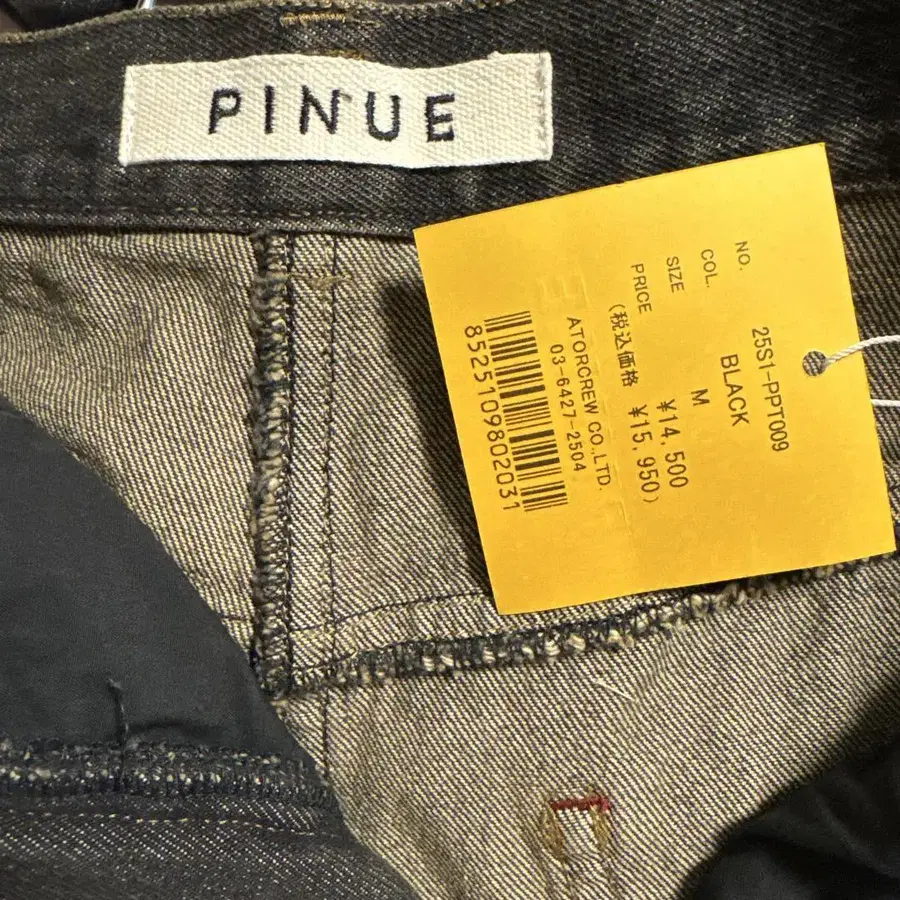 PINUE
NO. 25S1-PPT009
COL. BLACK
SIZE M
PRICE ¥14,500
(税込価格 ¥15,950)
ATORCREW CO.,LTD.
03-6427-2504
8525109802031